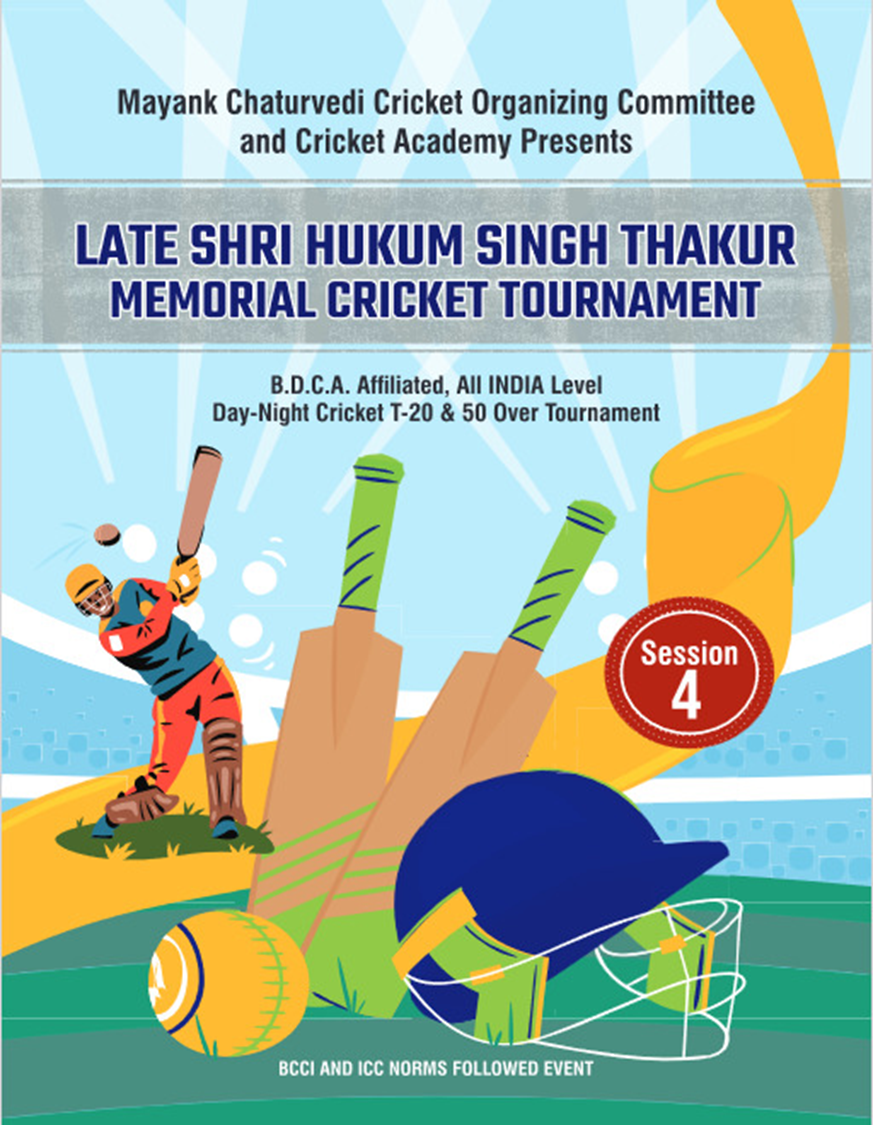 Mayank Chaturvedi Cricket Organizing Committee
and Cricket Academy Presents
LATE SHRI HUKUM SINGH THAKUR
MEMORIAL CRICKET TOURNAMENT
B.D.C.A. Affiliated, All INDIA Level
Day-Night Cricket T-20 & 50 Over Tournament
Session
4
BCCI AND ICC NORMS FOLLOWED EVENT